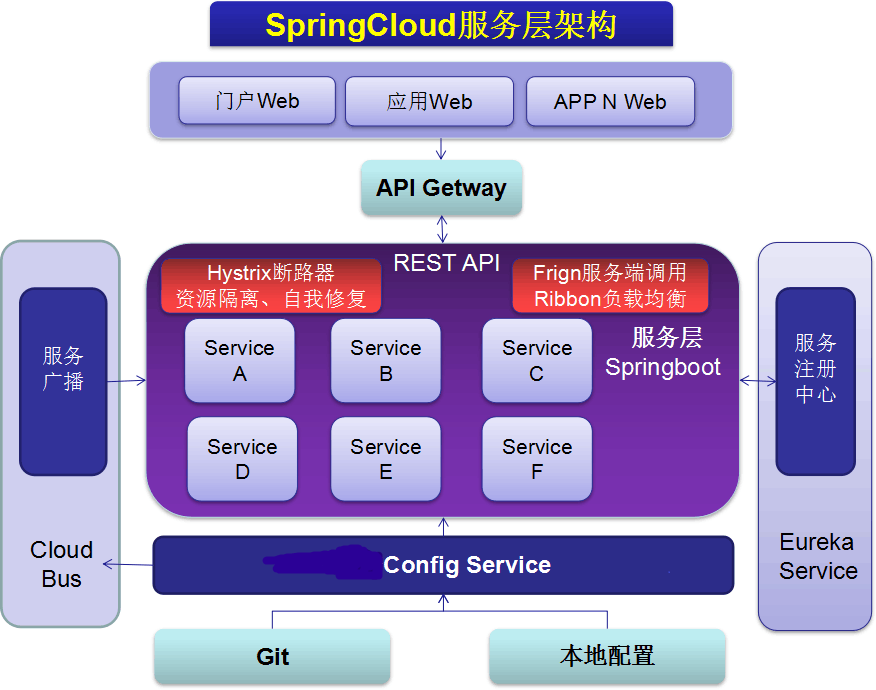 SpringCloud服务层架构
门户Web
应用Web
APP N Web
API Getway
REST API
Hystrix断路器
资源隔离、自我修复
Frign服务端调用
Ribbon负载均衡
服务层
Springboot
Service
A
Service
B
Service
C
Service
D
Service
E
Service
F
服务
广播
Cloud
Bus
服务
注册
中心
Eureka
Service
Config Service
Git
本地配置